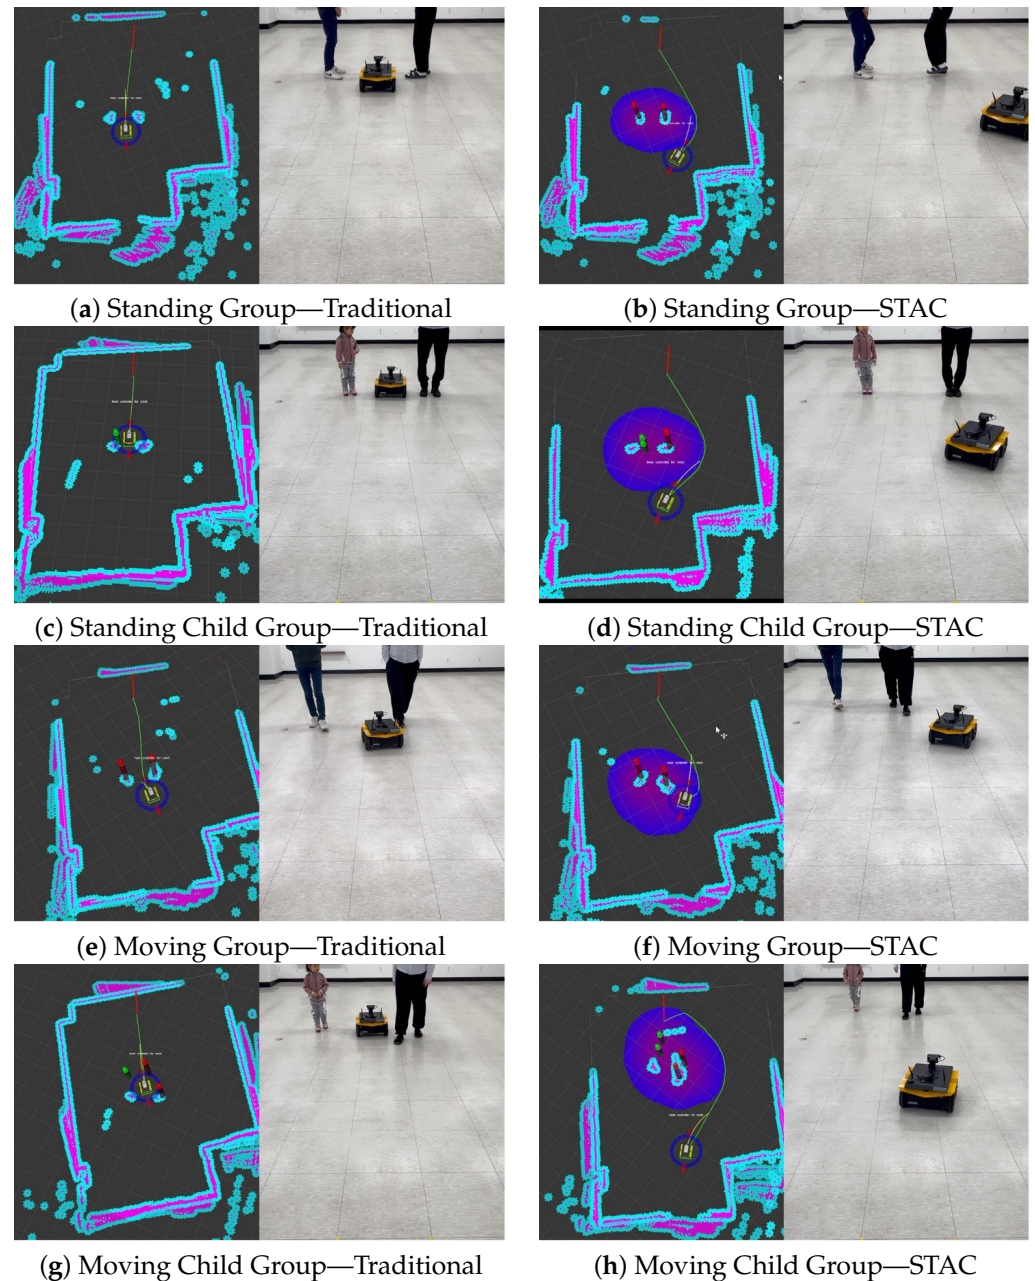 (a) Standing Group—Traditional
(b) Standing Group—STAC
(c) Standing Child Group—Traditional
(d) Standing Child Group—STAC
(e) Moving Group—Traditional
(f) Moving Group—STAC
(g) Moving Child Group—Traditional
(h) Moving Child Group—STAC